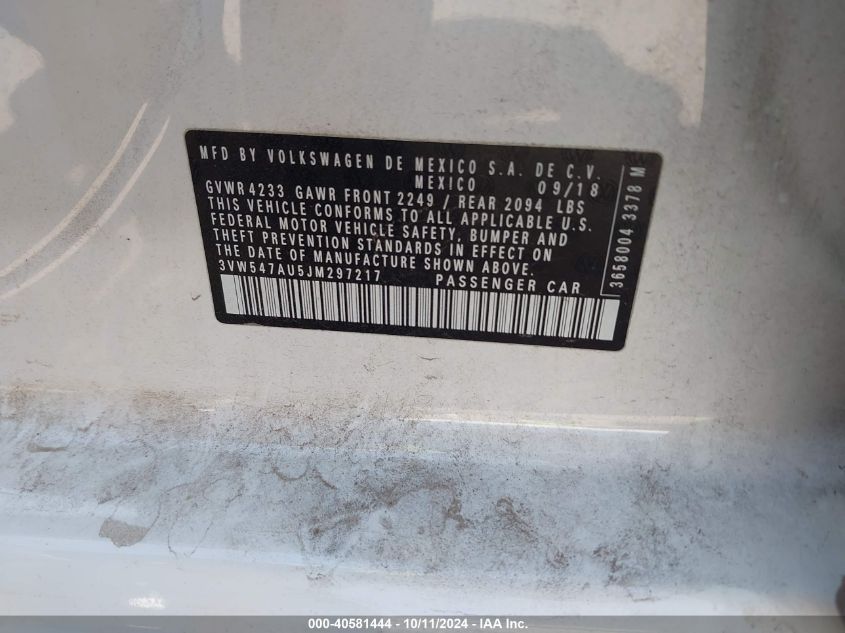 MFD BY VOLKSWAGEN DE MEXICO S.A. DE C.V.
MEXICO 09/18
GVWR 4233 GAWR FRONT 2249 / REAR 2094 LBS
THIS VEHICLE CONFORMS TO ALL APPLICABLE U.S.
FEDERAL MOTOR VEHICLE SAFETY, BUMPER AND
THEFT PREVENTION STANDARDS IN EFFECT ON
THE DATE OF MANUFACTURE SHOWN ABOVE.
3VW547AU5JM297217 PASSENGER CAR
3658004 3378 M
000-40581444 - 10/11/2024 - IAA Inc.